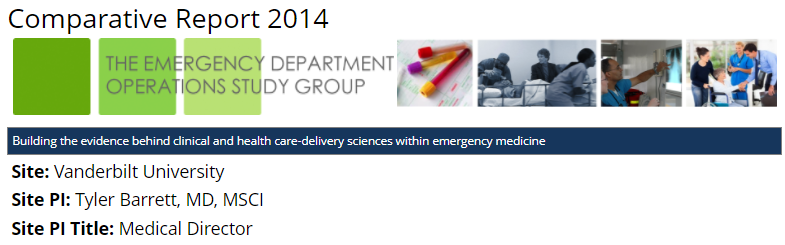 Comparative Report 2014
THE EMERGENCY DEPARTMENT
OPERATIONS STUDY GROUP
Building the evidence behind clinical and health care-delivery sciences within emergency medicine
Site: Vanderbilt University
Site PI: Tyler Barrett, MD, MSCI
Site PI Title: Medical Director